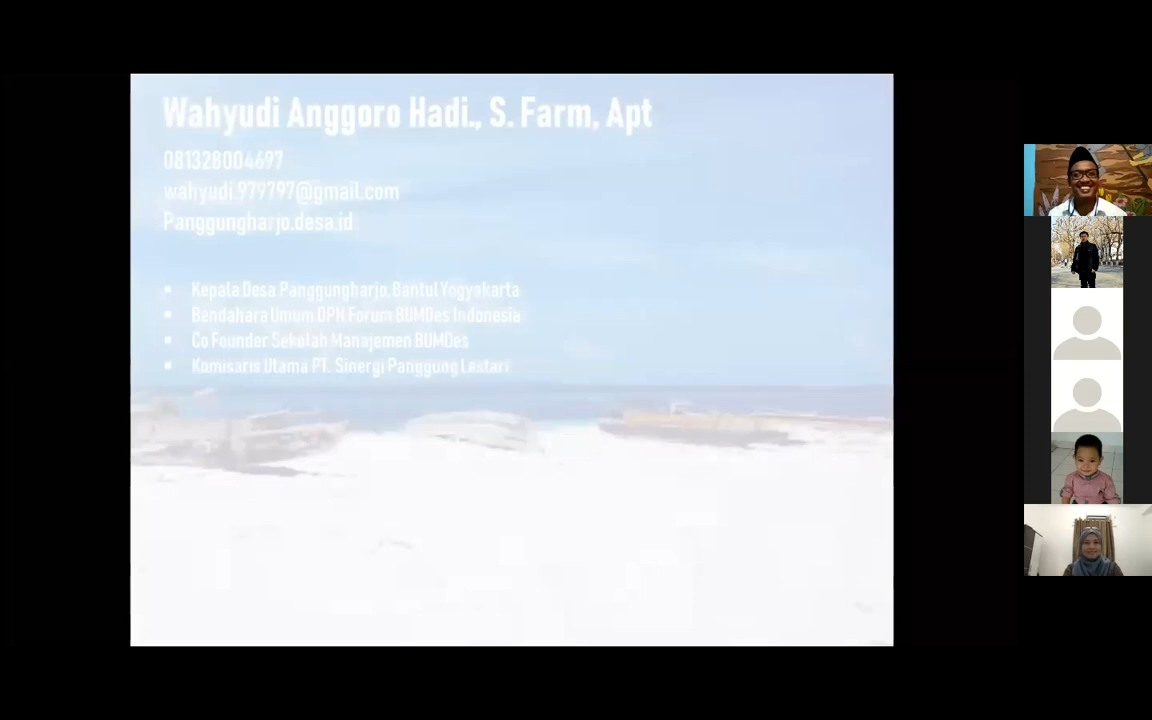 Wahyudi Anggoro Hadi., S. Farm, Apt
081328004697
wahyudi.979797@gmail.com
Panggungharjo.desa.id
• Kepala Desa Panggungharjo, Bantul Yogyakarta
• Bendahara Umum DPN Forum BUMDes Indonesia
• Co Founder Sekolah Manajemen BUMDes
• Komisaris Utama PT. Sinergi Panggung Lestari